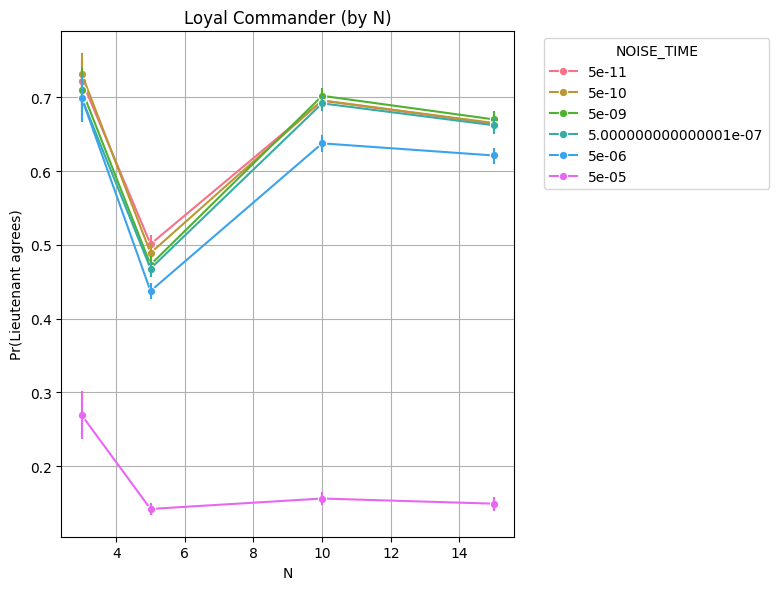 Loyal Commander (by N)
NOISE_TIME
5e-11
5e-10
5e-09
5.000000000000001e-07
5e-06
5e-05
Pr(Lieutenant agrees)
0.7
0.6
0.5
0.4
0.3
0.2
4 6 8 10 12 14
N